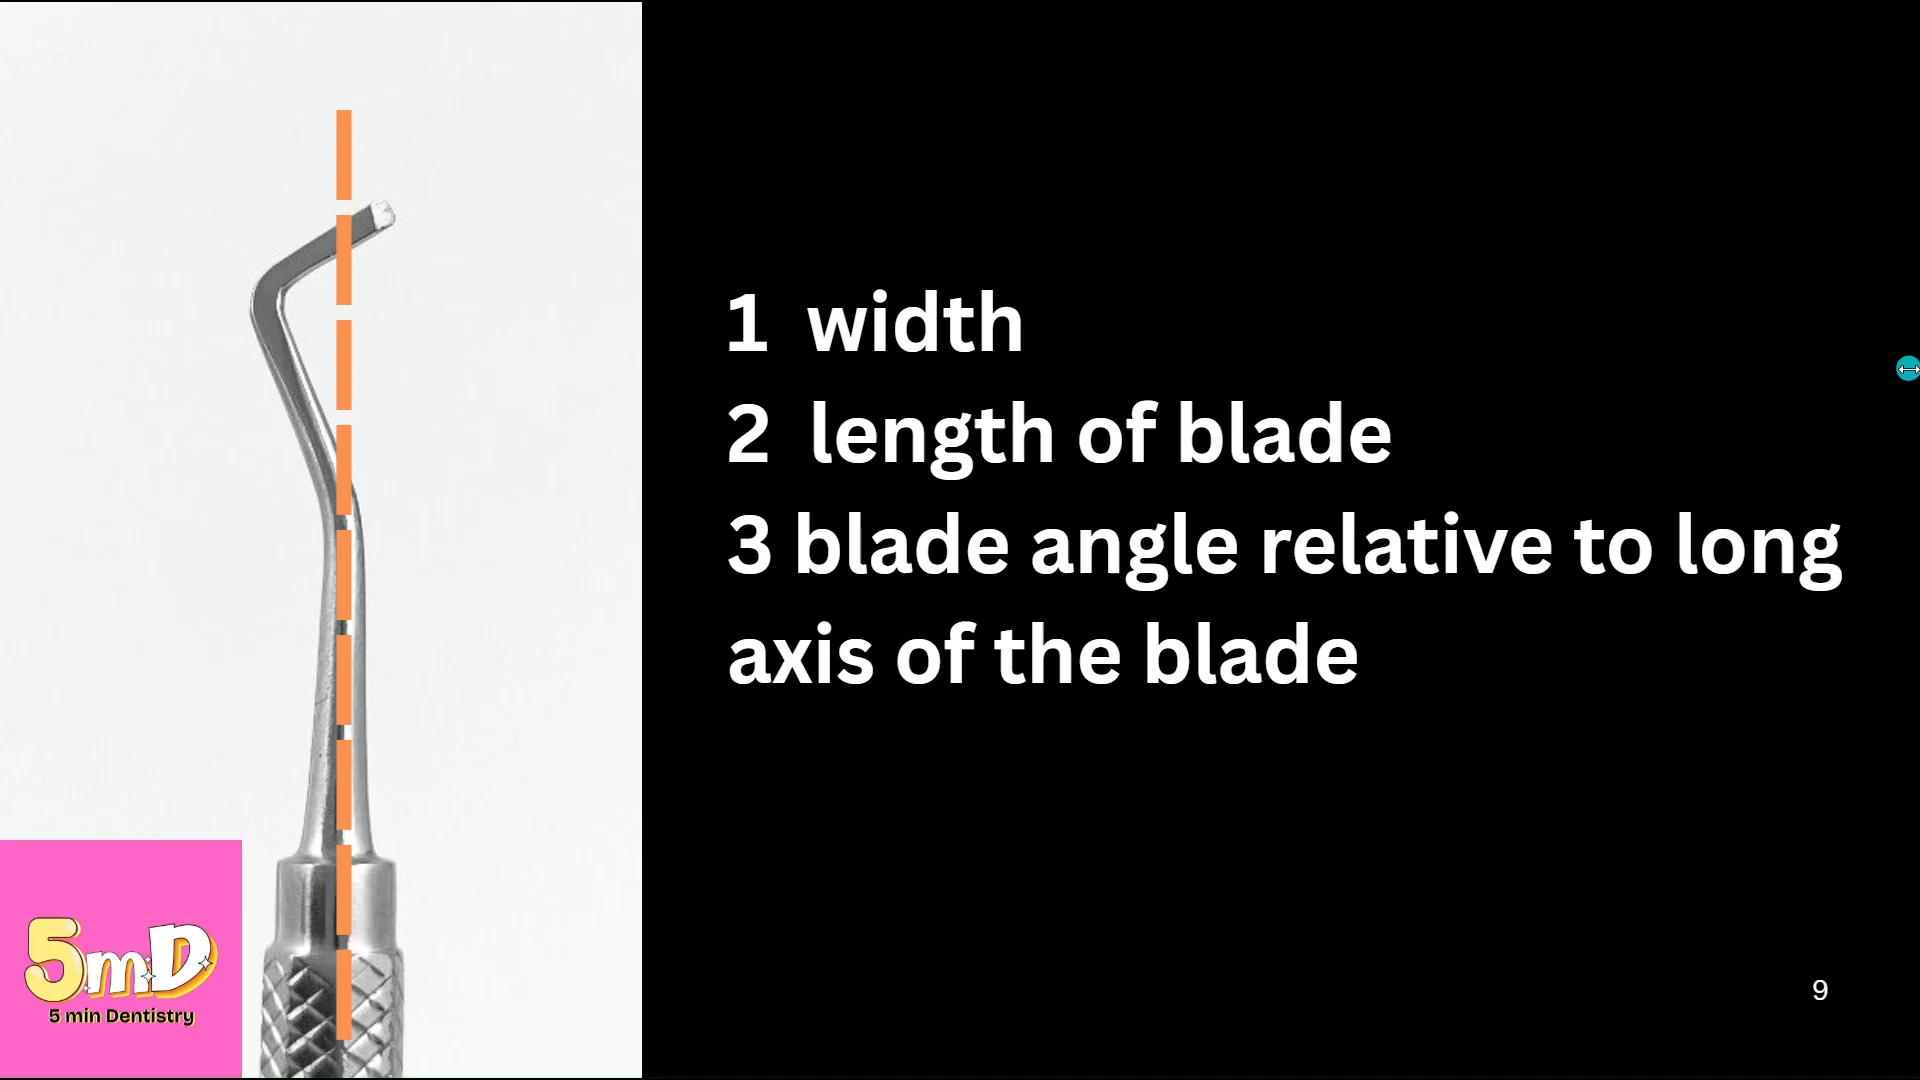 1 width
2 length of blade
3 blade angle relative to long
axis of the blade
5mD
5 min Dentistry
9